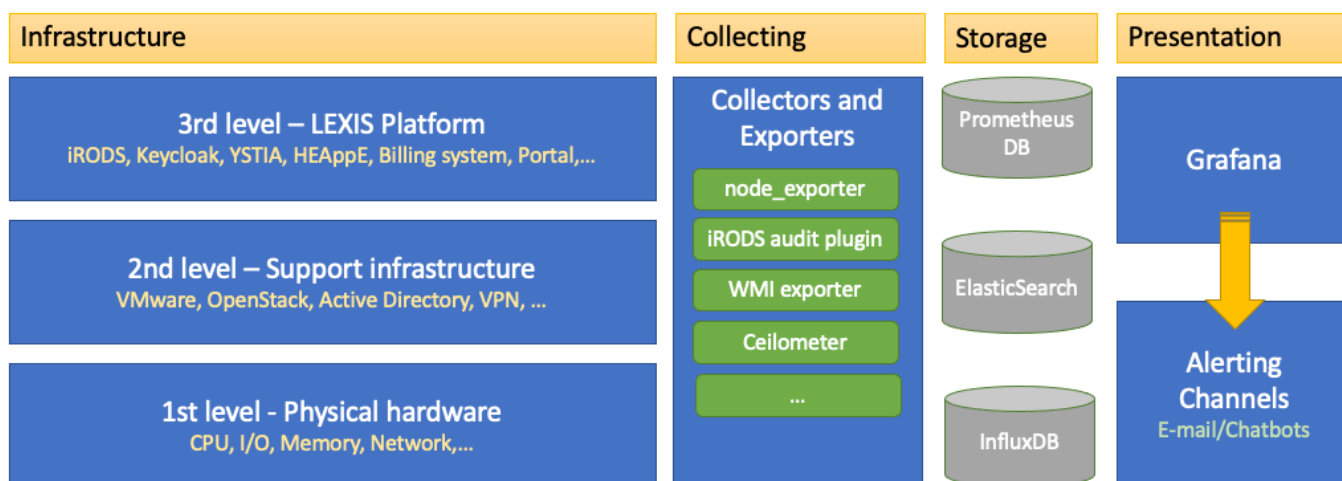 Infrastructure
3rd level – LEXIS Platform
iRODS, Keycloak, YSTIA, HEAppE, Billing system, Portal,...
2nd level – Support infrastructure
VMware, OpenStack, Active Directory, VPN, ...
1st level - Physical hardware
CPU, I/O, Memory, Network,...
Collecting
Collectors and
Exporters
node_exporter
iRODS audit plugin
WMI exporter
Ceilometer
...
Storage
Prometheus
DB
ElasticSearch
InfluxDB
Presentation
Grafana
Alerting
Channels
E-mail/Chatbots